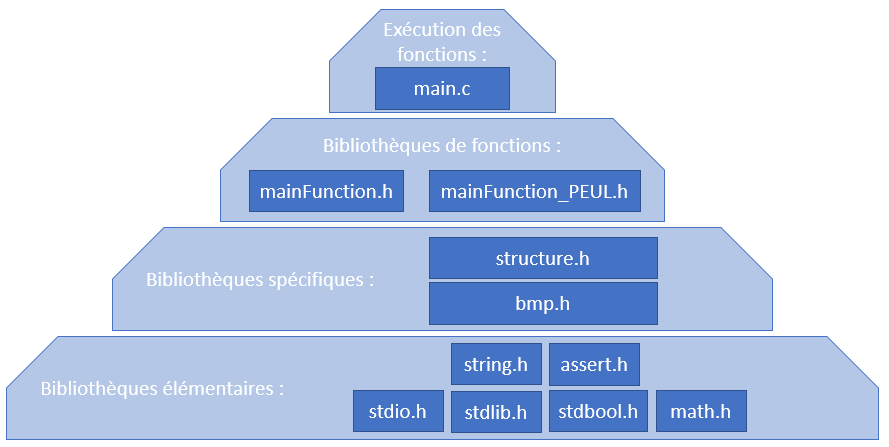 Exécution des
fonctions :
main.c
Bibliothèques de fonctions :
mainFunction.h
mainFunction_PEUL.h
structure.h
Bibliothèques spécifiques :
bmp.h
string.h
assert.h
Bibliothèques élémentaires :
stdio.h
stdlib.h
stdbool.h
math.h